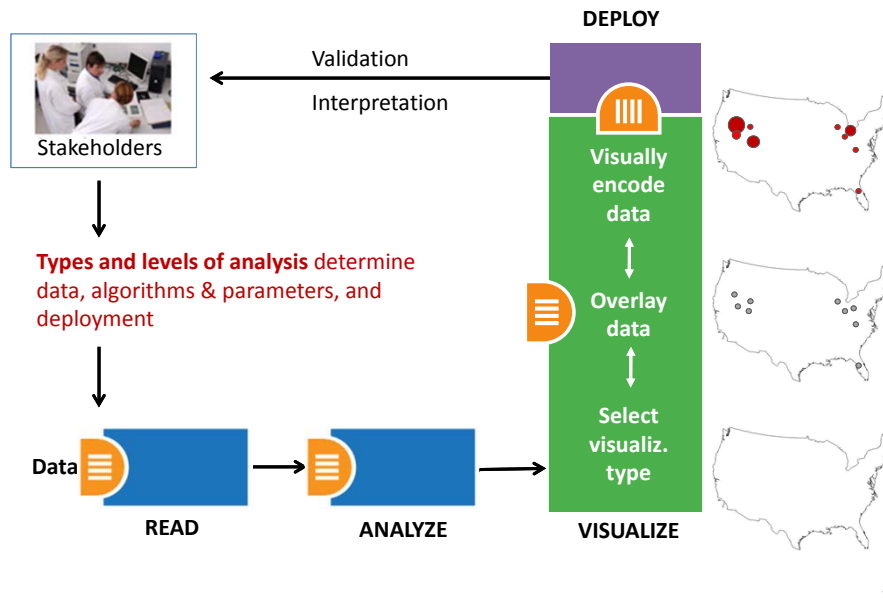 DEPLOY
Validation
Interpretation
Stakeholders
Types and levels of analysis determine
data, algorithms & parameters, and
deployment
Visually
encode
data
Overlay
data
Select
visualiz.
type
Data
READ
ANALYZE
VISUALIZE